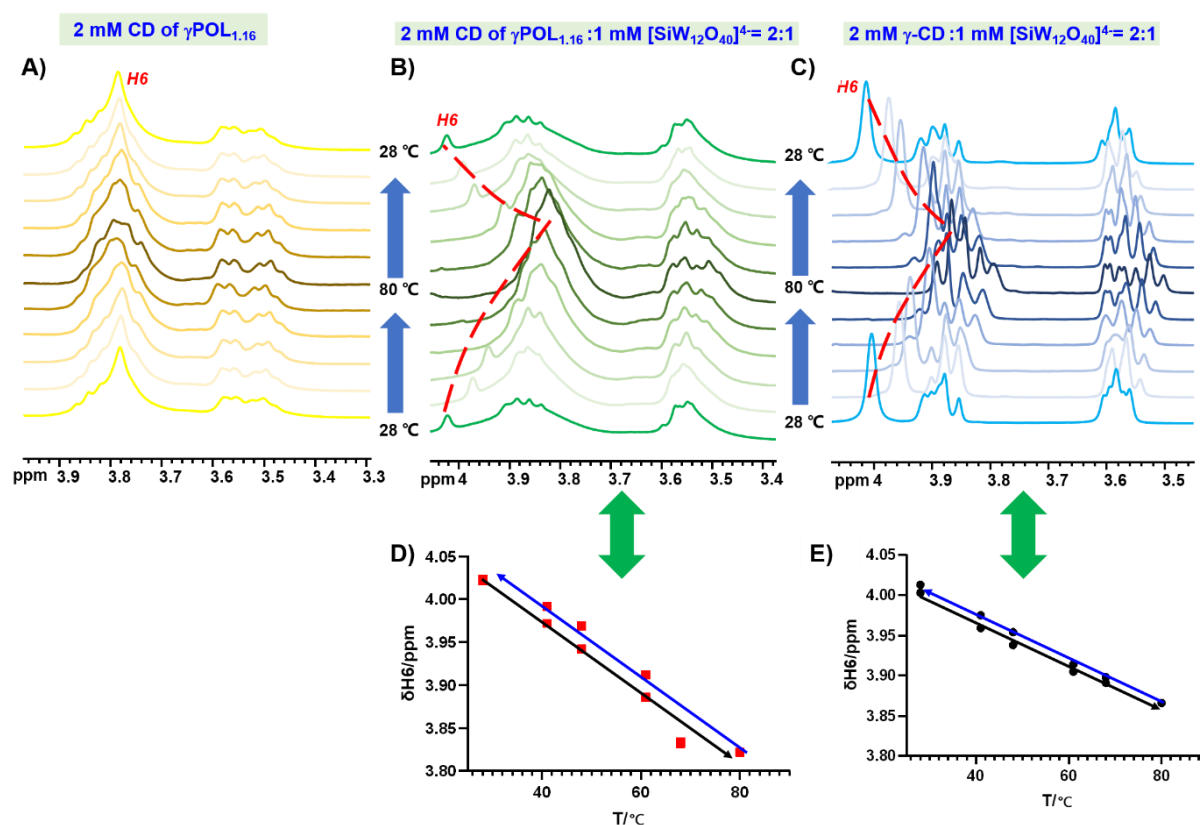 2 mM CD of γPOL1.16
2 mM CD of γPOL1.16 :1 mM [SiW12O40]4-= 2:1
2 mM γ-CD :1 mM [SiW12O40]4-= 2:1
A)
H6
3.9 3.7 3.6 3.5 3.4 3.3
ppm
28 ℃
80 ℃
28 ℃
B)
H6
ppm 4 3.9 3.8 3.7 3.6 3.5 3.4
28 ℃
80 ℃
28 ℃
C)
H6
ppm 4 3.9 3.8 3.7 3.6 3.5
D)
δH6/ppm
4.05
4.00
3.95
3.90
3.85
3.80
40 60 80
T/℃
E)
δH6/ppm
4.05
4.00
3.95
3.90
3.85
3.80
40 60 80
T/℃